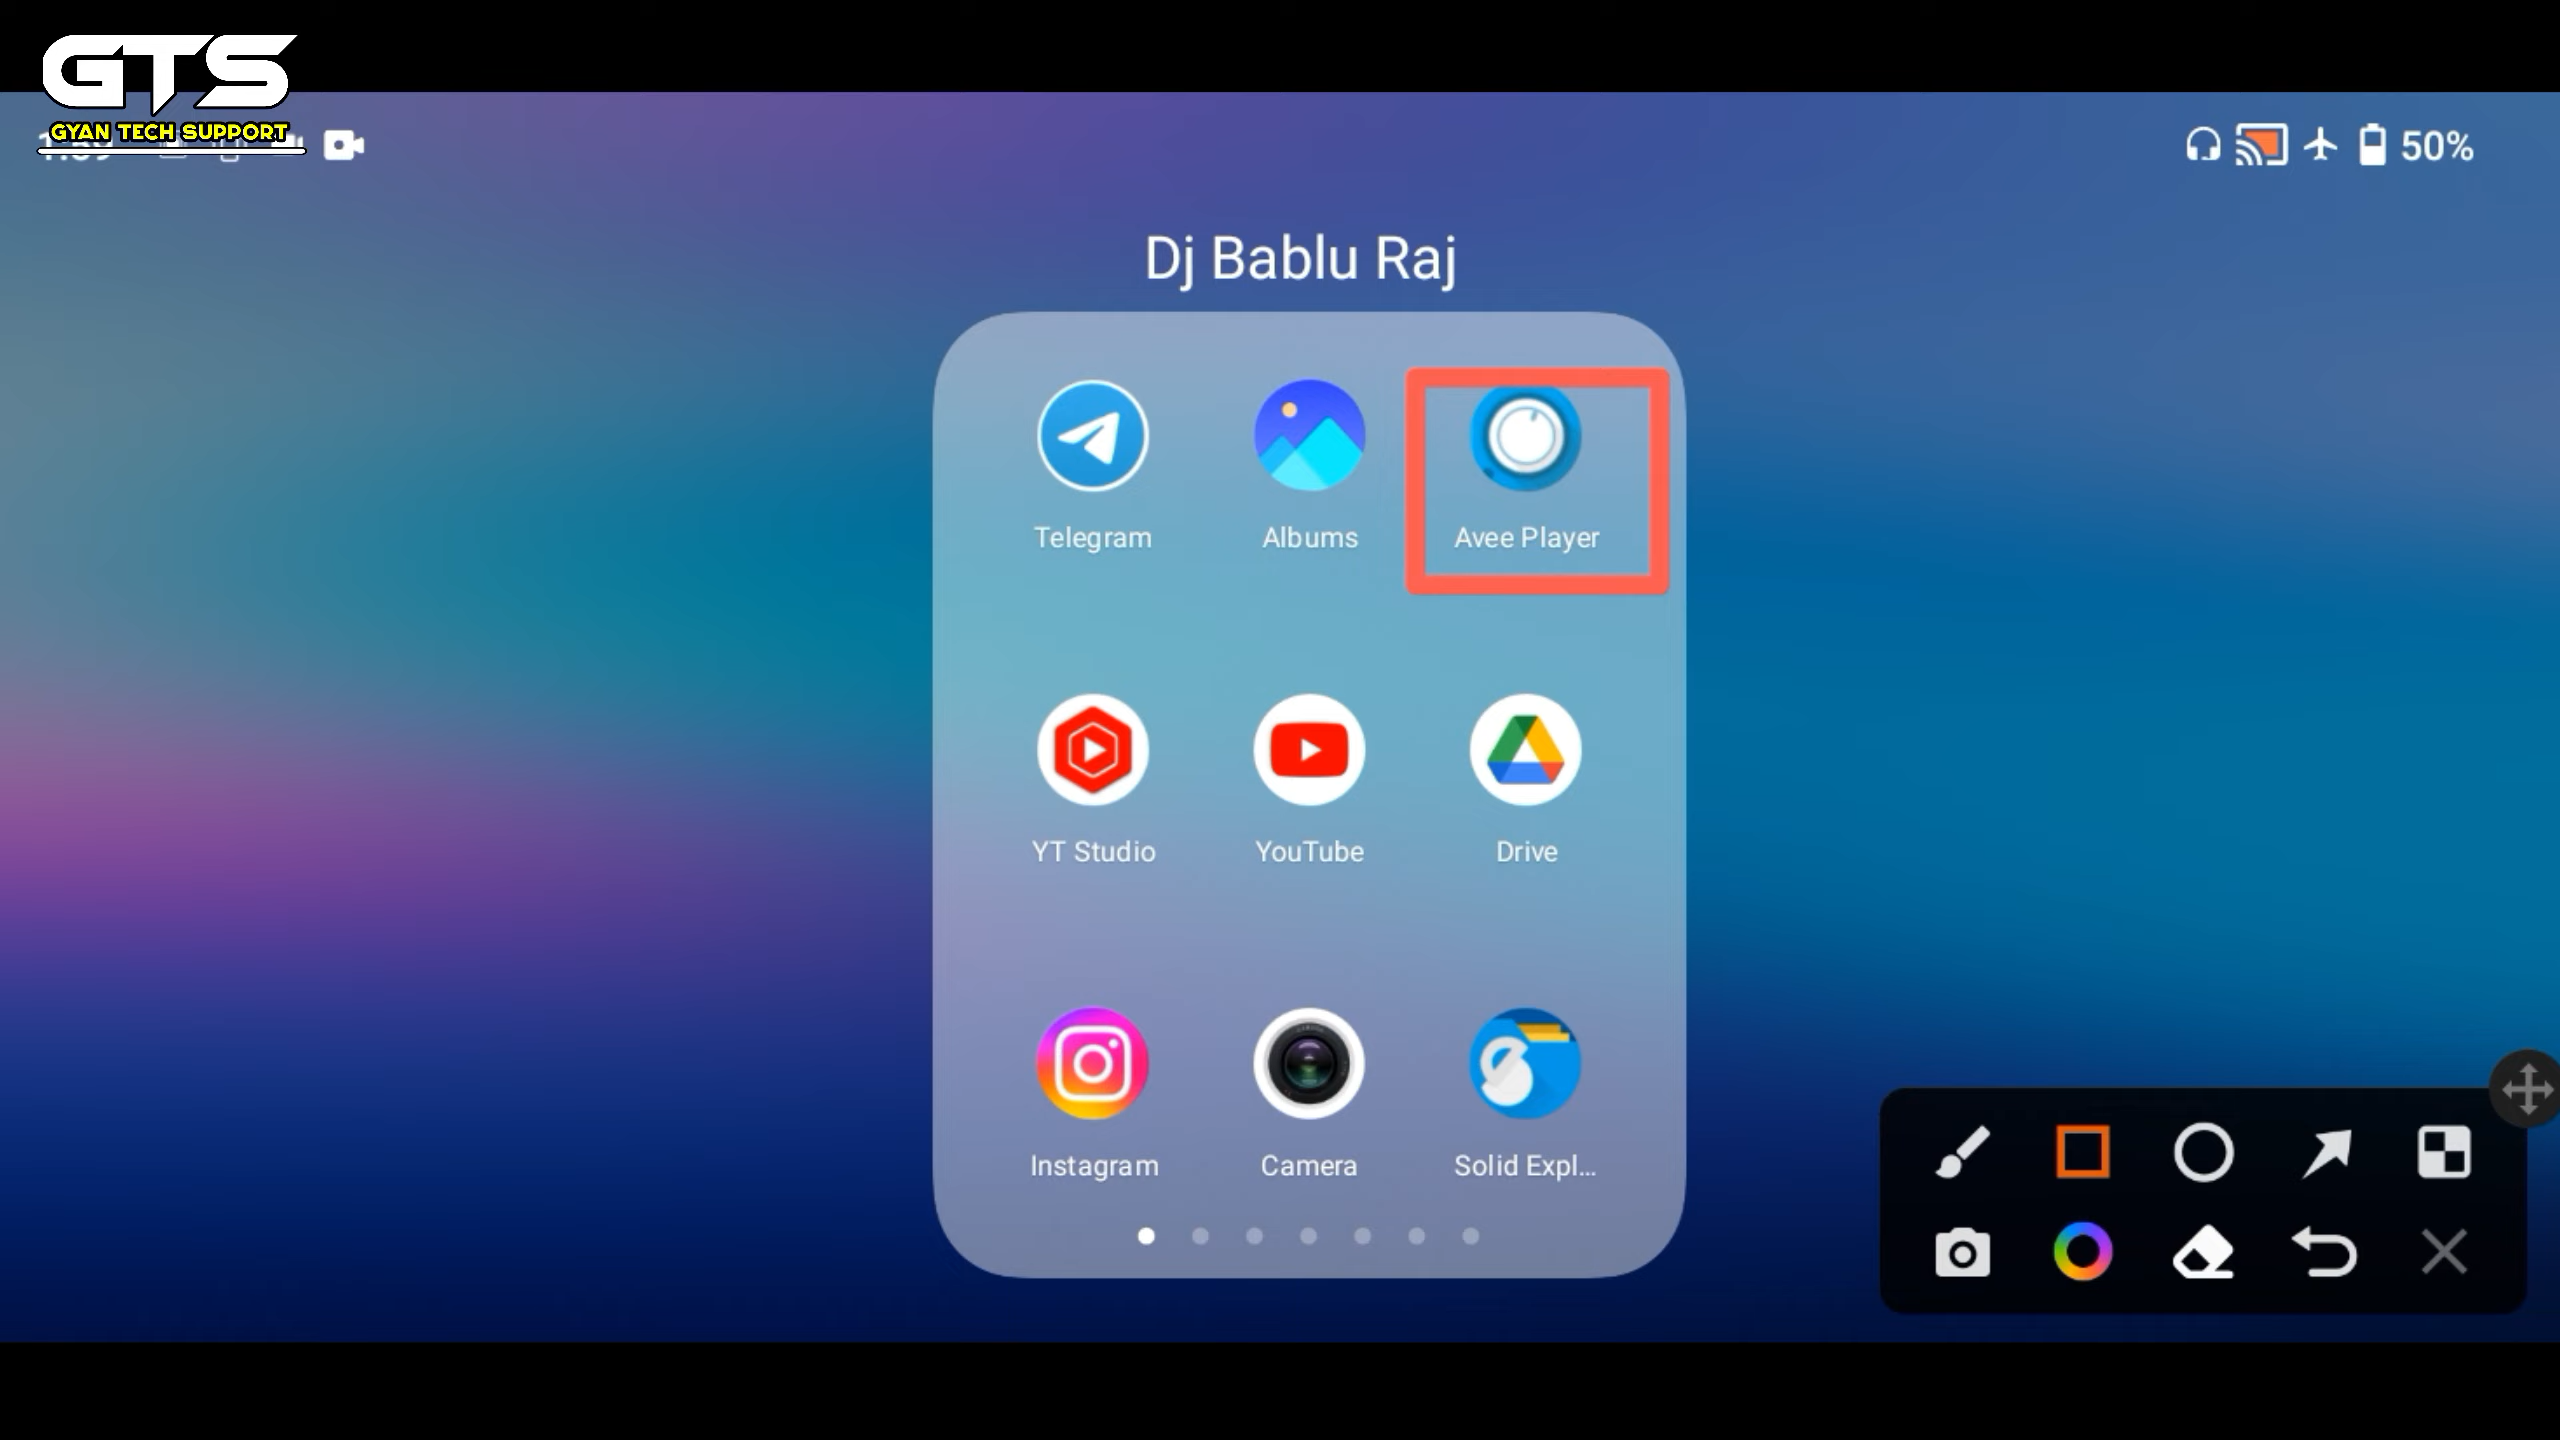 GTS
GYAN TECH SUPPORT
50%
Dj Bablu Raj
Telegram
Albums
Avee Player
YT Studio
YouTube
Drive
Instagram
Camera
Solid Expl...